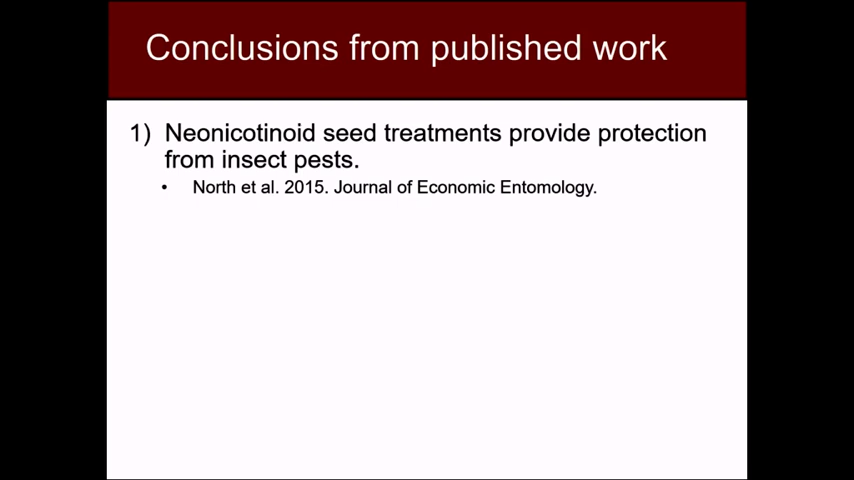 Conclusions from published work
1) Neonicotinoid seed treatments provide protection
from insect pests.
• North et al. 2015. Journal of Economic Entomology.